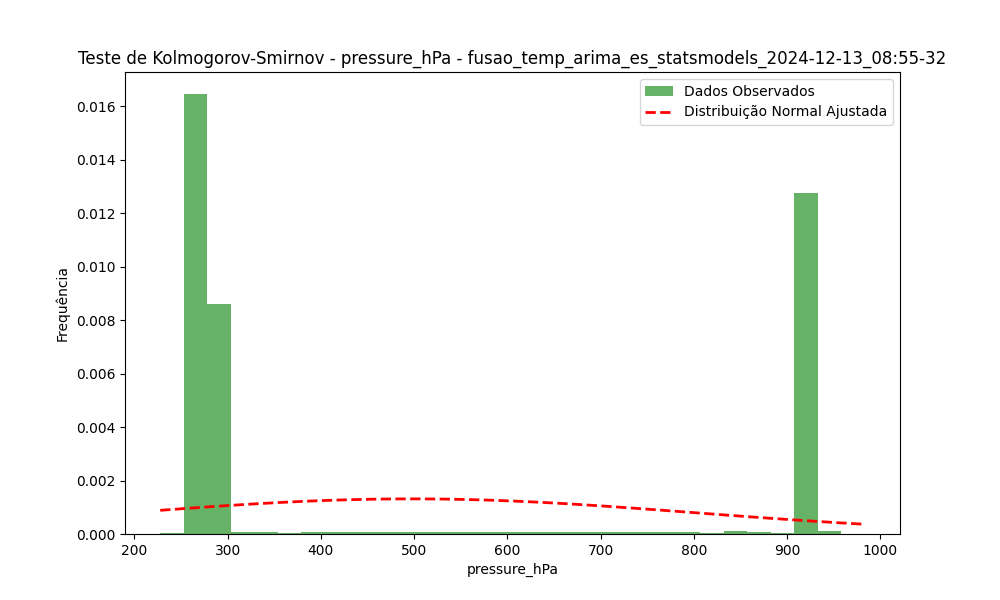 Teste de Kolmogorov-Smirnov - pressure_hPa - fusao_temp_arima_es_statsmodels_2024-12-13_08:55-32
Dados Observados
Distribuição Normal Ajustada
Frequência
0.016
0.014
0.012
0.010
0.008
0.006
0.004
0.002
0.000
200 300 400 500 600 700 800 900 1000
pressure_hPa